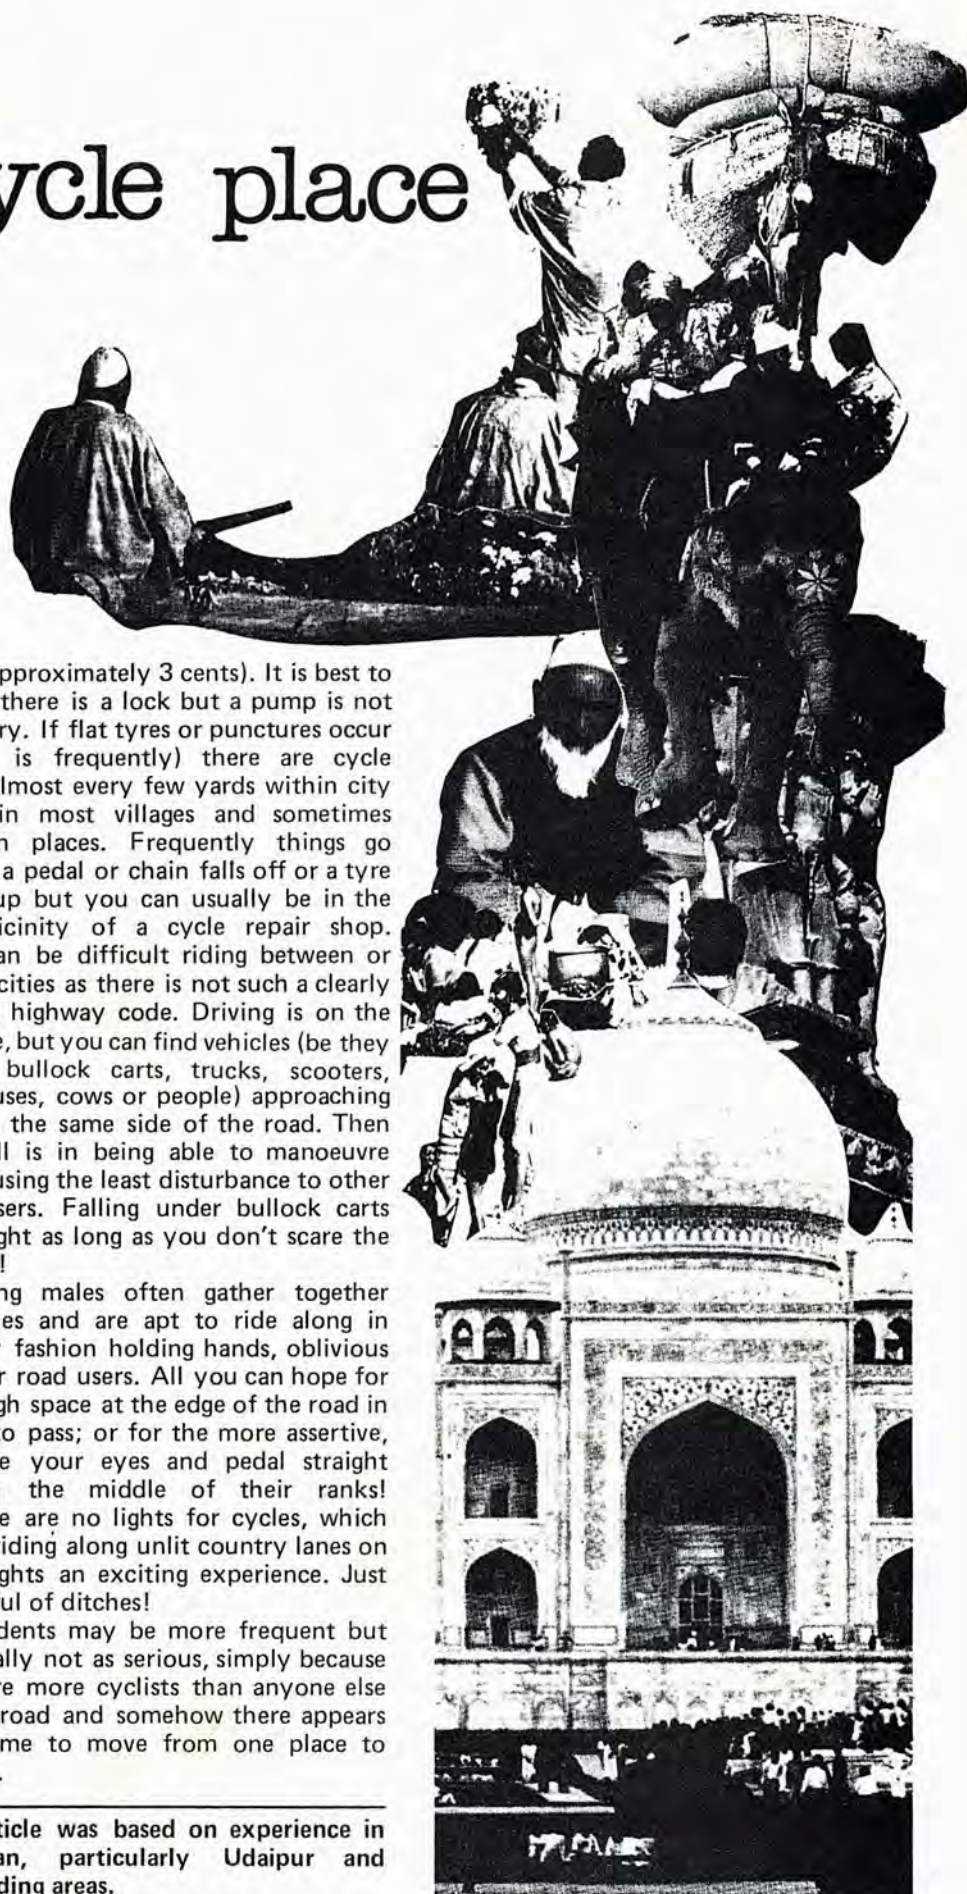 ycle place
pproximately 3 cents). It is best to
there is a lock but a pump is not
ry. If flat tyres or punctures occur
is frequently) there are cycle
lmost every few yards within city
in most villages and sometimes
n places. Frequently things go
a pedal or chain falls off or a tyre
up but you can usually be in the
icinity of a cycle repair shop.
an be difficult riding between or
cities as there is not such a clearly
highway code. Driving is on the
e, but you can find vehicles (be they
bullock carts, trucks, scooters,
uses, cows or people) approaching
the same side of the road. Then
ll is in being able to manoeuvre
using the least disturbance to other
sers. Falling under bullock carts
ght as long as you don't scare the
!
ng males often gather together
es and are apt to ride along in
fashion holding hands, oblivious
r road users. All you can hope for
gh space at the edge of the road in
to pass; or for the more assertive,
e your eyes and pedal straight
the middle of their ranks!
e are no lights for cycles, which
riding along unlit country lanes on
ghts an exciting experience. Just
ul of ditches!
dents may be more frequent but
ally not as serious, simply because
re more cyclists than anyone else
road and somehow there appears
me to move from one place to
.
ticle was based on experience in
an, particularly Udaipur and
ding areas.